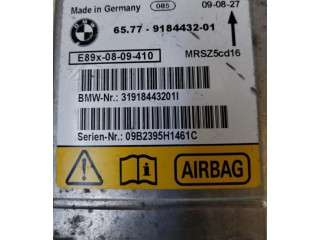 Made in Germany 085 09-08-27
65.77 - 9184432-01
E89x-08-09-410 MRSZ5cd16
BMW-Nr.: 31918443201I
Serien-Nr.: 09B2395H1461C
AIRBAG